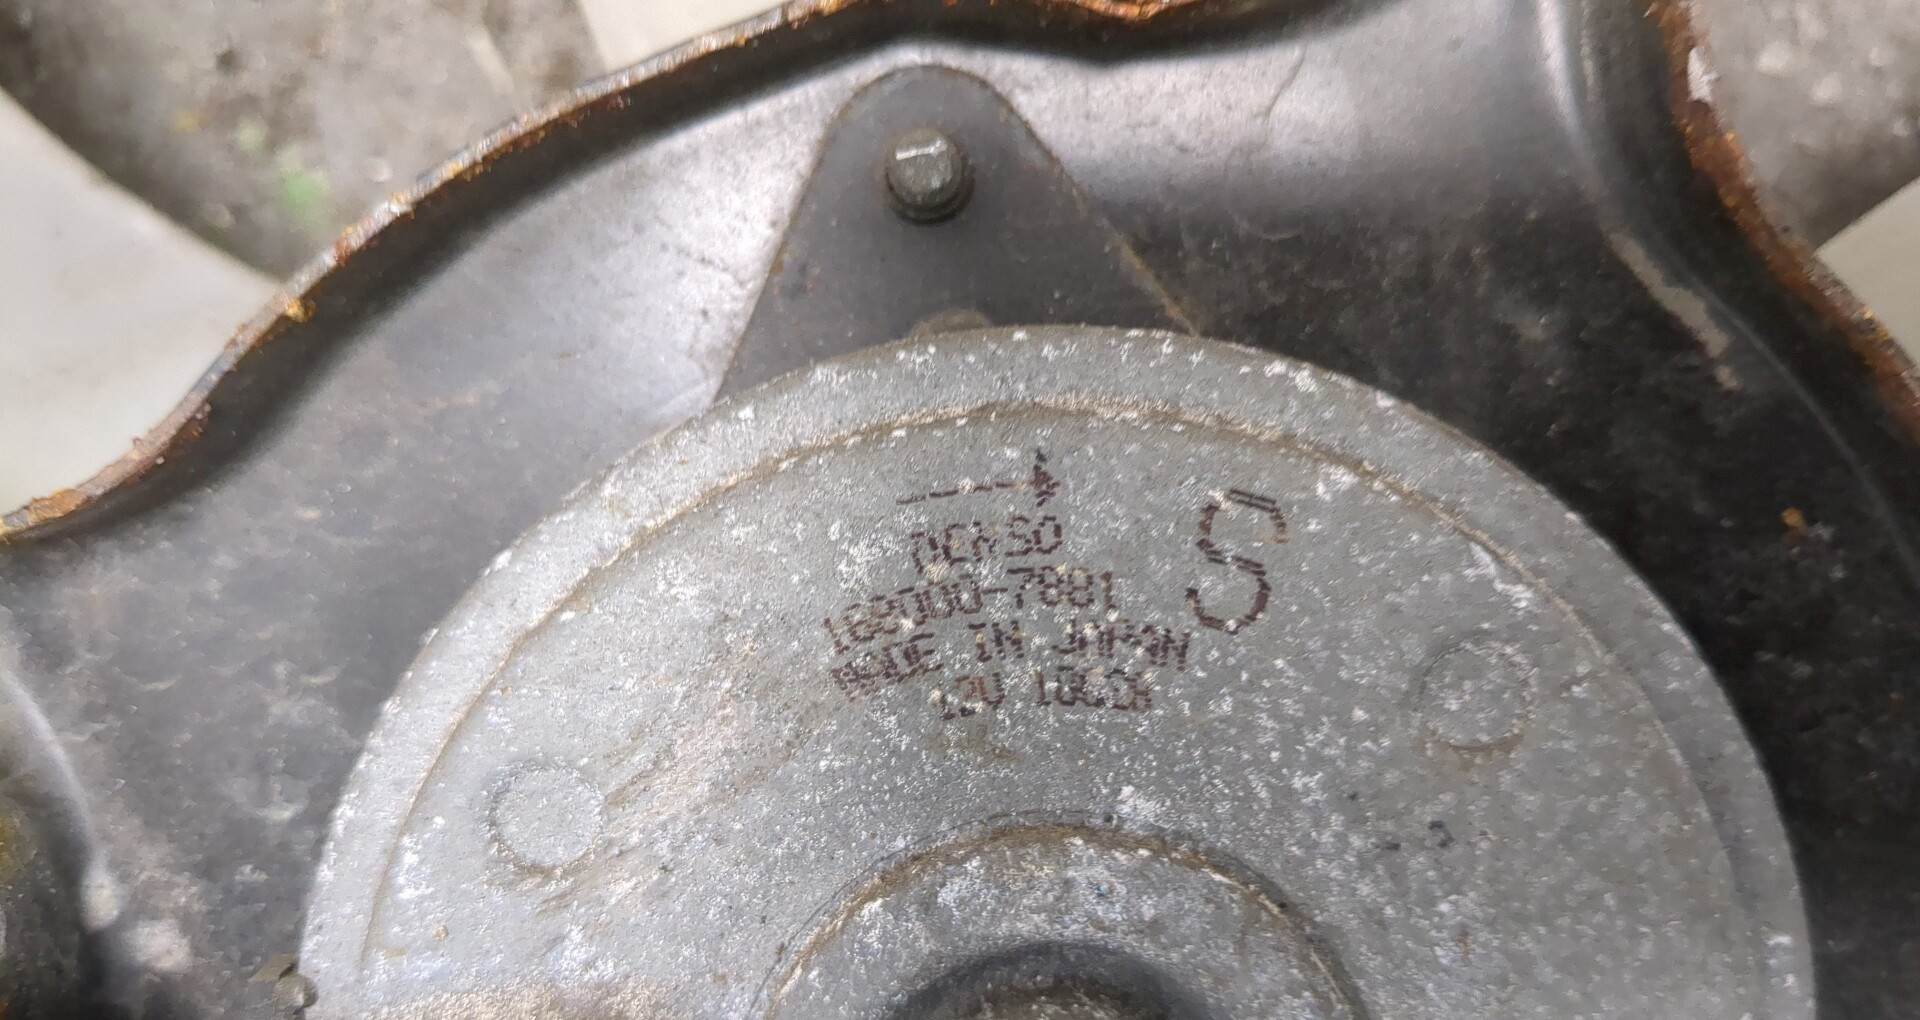 DENSO
S
168000-7081
MADE IN JAPAN
12V